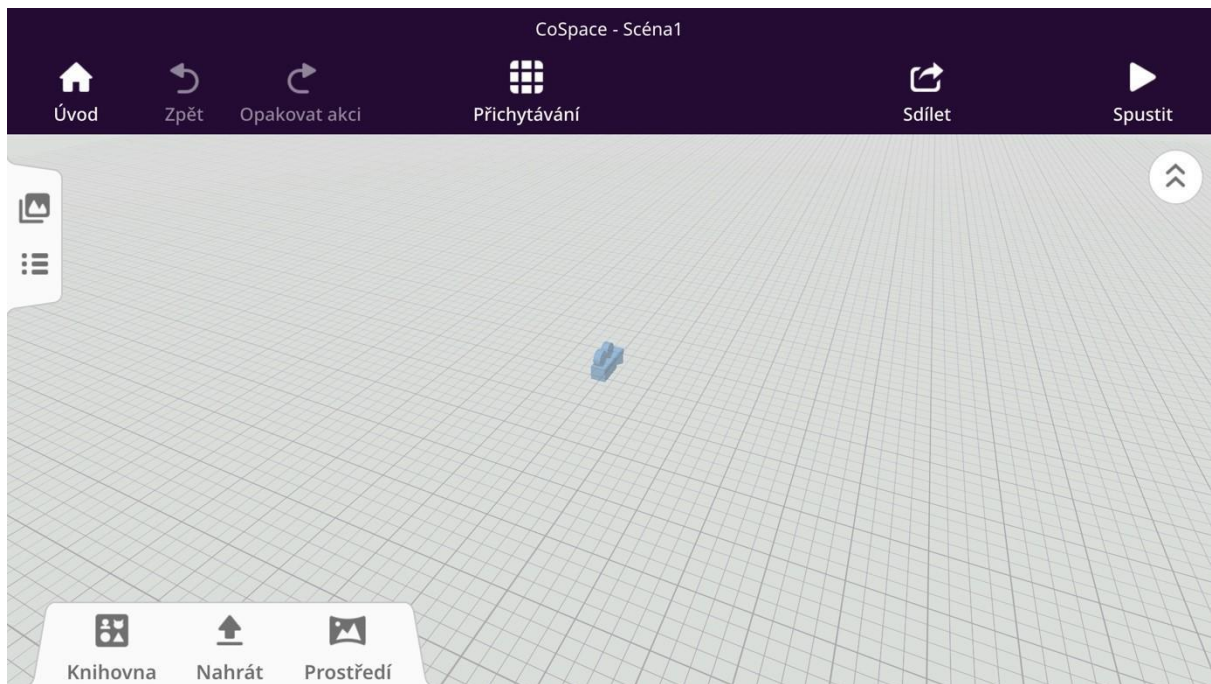 CoSpace - Scéna1
Úvod
Zpět
Opakovat akci
Přichytávání
Sdílet
Spustit
Knihovna
Nahrát
Prostředí